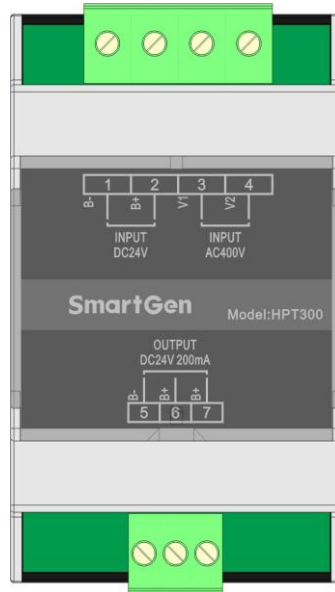 1 2 3 4
B- B+ V1 V2
INPUT INPUT
DC24V AC400V
SmartGen Model:HPT300
OUTPUT
DC24V 200mA
B- B+ B+
5 6 7